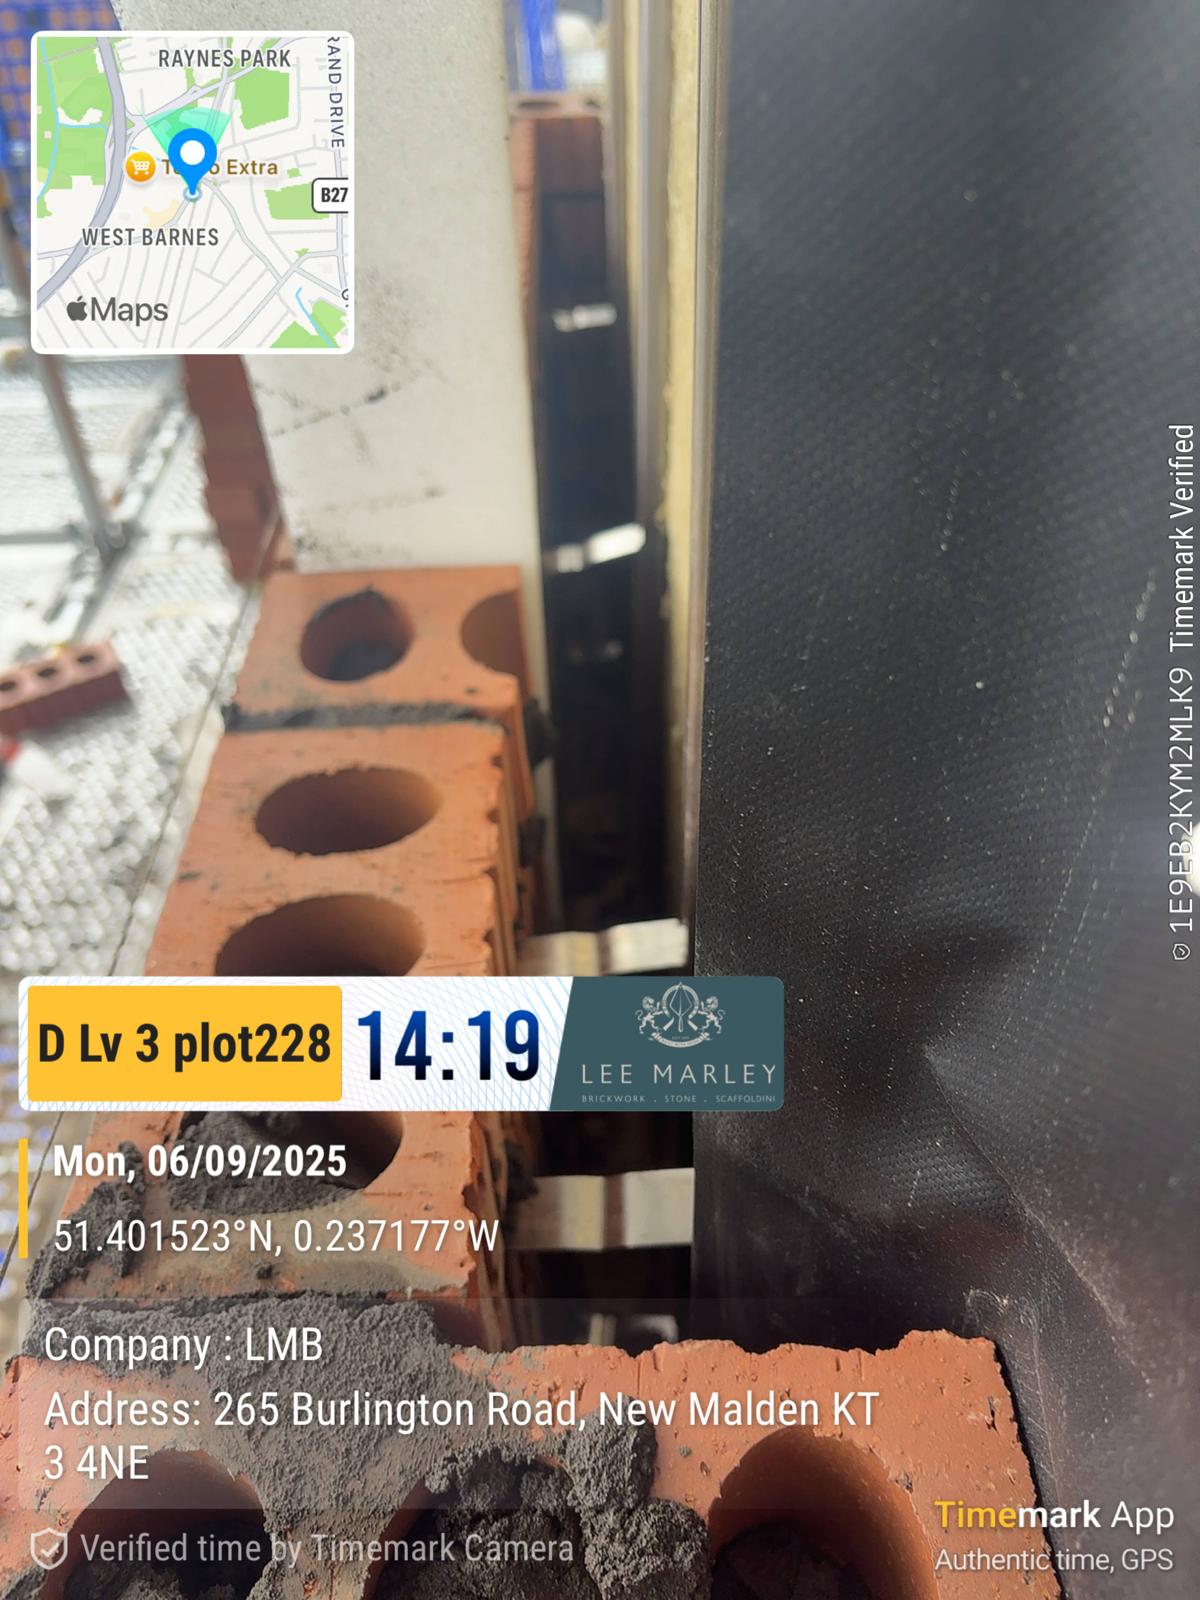 RAYNES PARK
RAND DRIVE
Extra
B27
WEST BARNES
Maps
D Lv 3 plot228
14:19
LEE MARLEY
BRICKWORK . STONE . SCAFFOLDIN
Mon, 06/09/2025
51.401523°N, 0.237177°W
Company : LMB
Address: 265 Burlington Road, New Malden KT
3 4NE
Verified time by Timemark Camera
Timemark App
Authentic time, GPS
1E9EB2KYM2MLK9 Timemark Verified